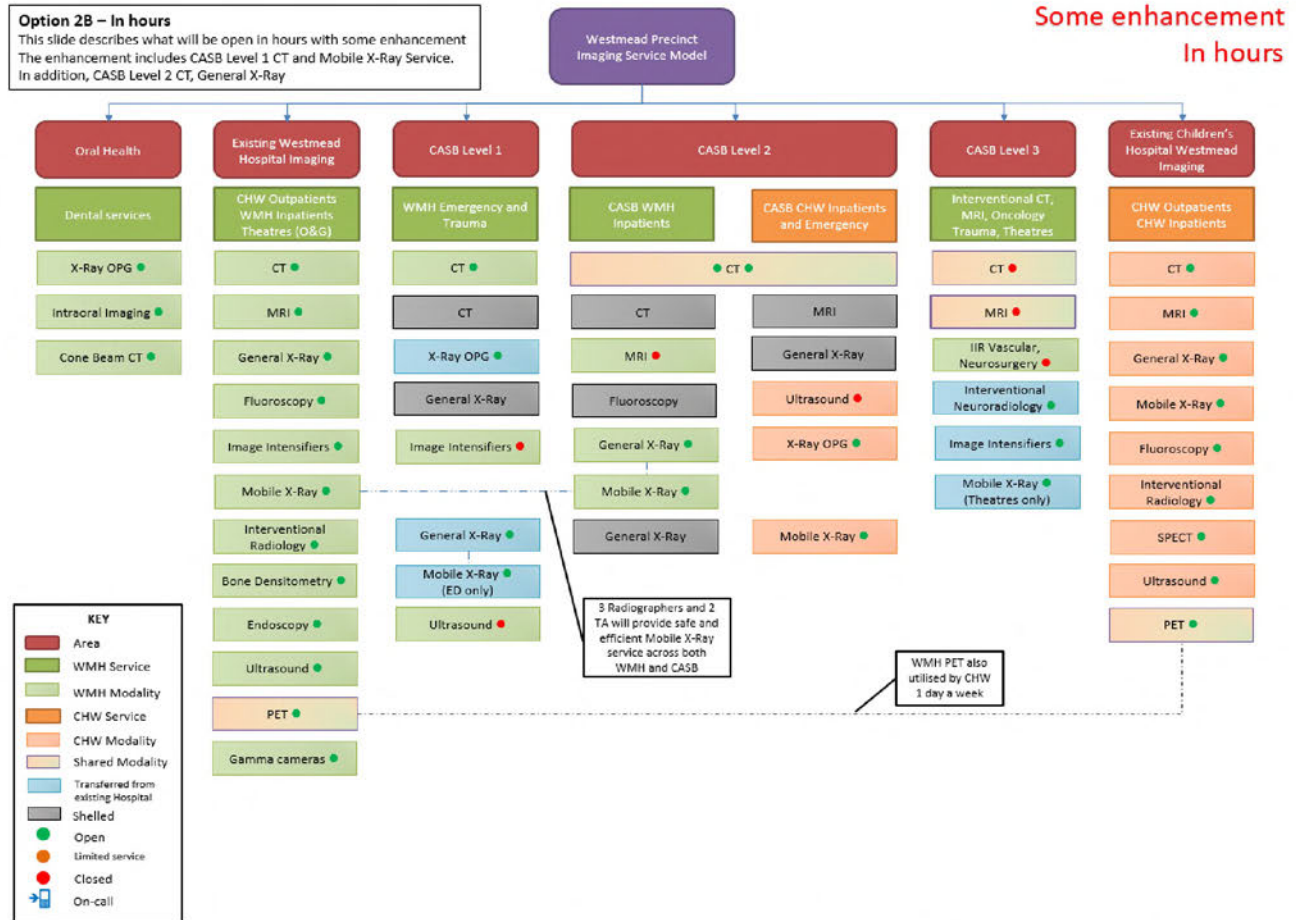 Option 2B – In hours
This slide describes what will be open in hours with some enhancement
The enhancement includes CASB Level 1 CT and Mobile X-Ray Service.
In addition, CASB Level 2 CT, General X-Ray
Westmead Precinct
Imaging Service Model
Some enhancement
In hours
Oral Health
Dental services
X-Ray OPG
Intraoral Imaging
Cone Beam CT
Existing Westmead
Hospital Imaging
CHW Outpatients
WMH Inpatients
Theatres (O&G)
CT
MRI
General X-Ray
Fluoroscopy
Image Intensifiers
Mobile X-Ray
Interventional
Radiology
Bone Densitometry
Endoscopy
Ultrasound
PET
Gamma cameras
CASB Level 1
WMH Emergency and
Trauma
CT
CT
X-Ray OPG
General X-Ray
Image Intensifiers
General X-Ray
Mobile X-Ray
(ED only)
Ultrasound
CASB Level 2
CASB WMH
Inpatients
CASB CHW Inpatients
and Emergency
CT
CT
MRI
Fluoroscopy
General X-Ray
Mobile X-Ray
General X-Ray
MRI
General X-Ray
Ultrasound
X-Ray OPG
Mobile X-Ray
CASB Level 3
Interventional CT,
MRI, Oncology
Trauma, Theatres
CT
MRI
IIR Vascular,
Neurosurgery
Interventional
Neuroradiology
Image Intensifiers
Mobile X-Ray
(Theatres only)
Existing Children's
Hospital Westmead
Imaging
CHW Outpatients
CHW Inpatients
CT
MRI
General X-Ray
Mobile X-Ray
Fluoroscopy
Interventional
Radiology
SPECT
Ultrasound
PET
3 Radiographers and 2
TA will provide safe and
efficient Mobile X-Ray
service across both
WMH and CASB
WMH PET also
utilised by CHW
1 day a week
KEY
Area
WMH Service
WMH Modality
CHW Service
CHW Modality
Shared Modality
Transferred from
existing Hospital
Shelled
Open
Limited service
Closed
On-call